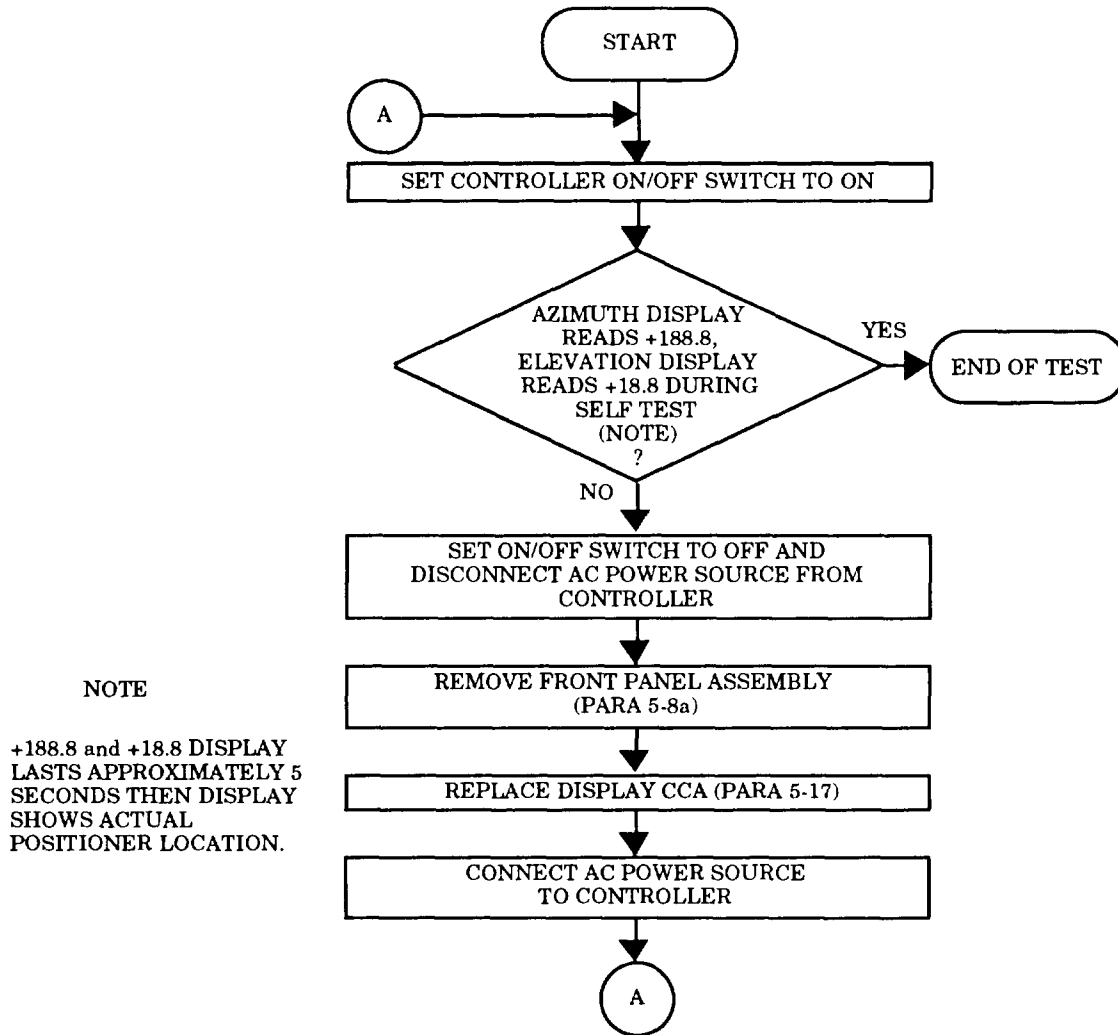 START
A
SET CONTROLLER ON/OFF SWITCH TO ON
AZIMUTH DISPLAY
READS +188.8,
ELEVATION DISPLAY
READS +18.8 DURING
SELF TEST
(NOTE)
?
YES
END OF TEST
NO
SET ON/OFF SWITCH TO OFF AND
DISCONNECT AC POWER SOURCE FROM
CONTROLLER
REMOVE FRONT PANEL ASSEMBLY
(PARA 5-8a)
NOTE
+188.8 and +18.8 DISPLAY
LASTS APPROXIMATELY 5
SECONDS THEN DISPLAY
SHOWS ACTUAL
POSITIONER LOCATION.
REPLACE DISPLAY CCA (PARA 5-17)
CONNECT AC POWER SOURCE
TO CONTROLLER
A